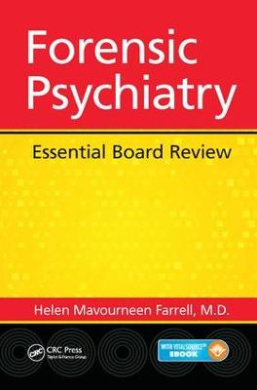 Forensic
Psychiatry
Essential Board Review
Helen Mavourneen Farrell, M.D.
CRC Press
Taylor & Francis Group
WITH VITALSOURCE®
EBOOK